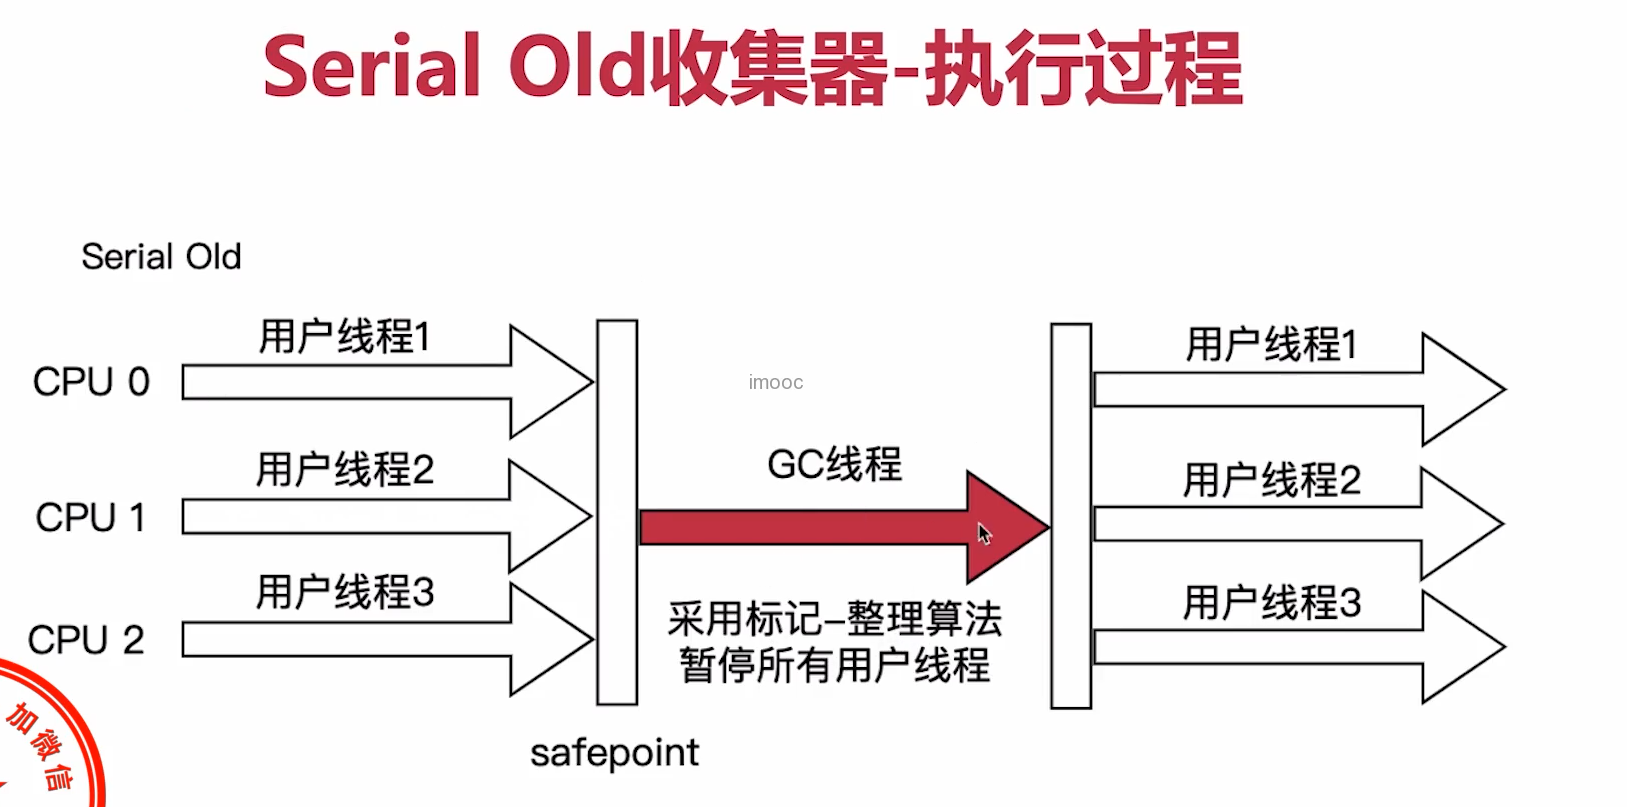 Serial Old收集器-执行过程
Serial Old
用户线程1
CPU 0
用户线程2
CPU 1
用户线程3
CPU 2
imooc
GC线程
采用标记-整理算法
暂停所有用户线程
safepoint
用户线程1
用户线程2
用户线程3
加微信